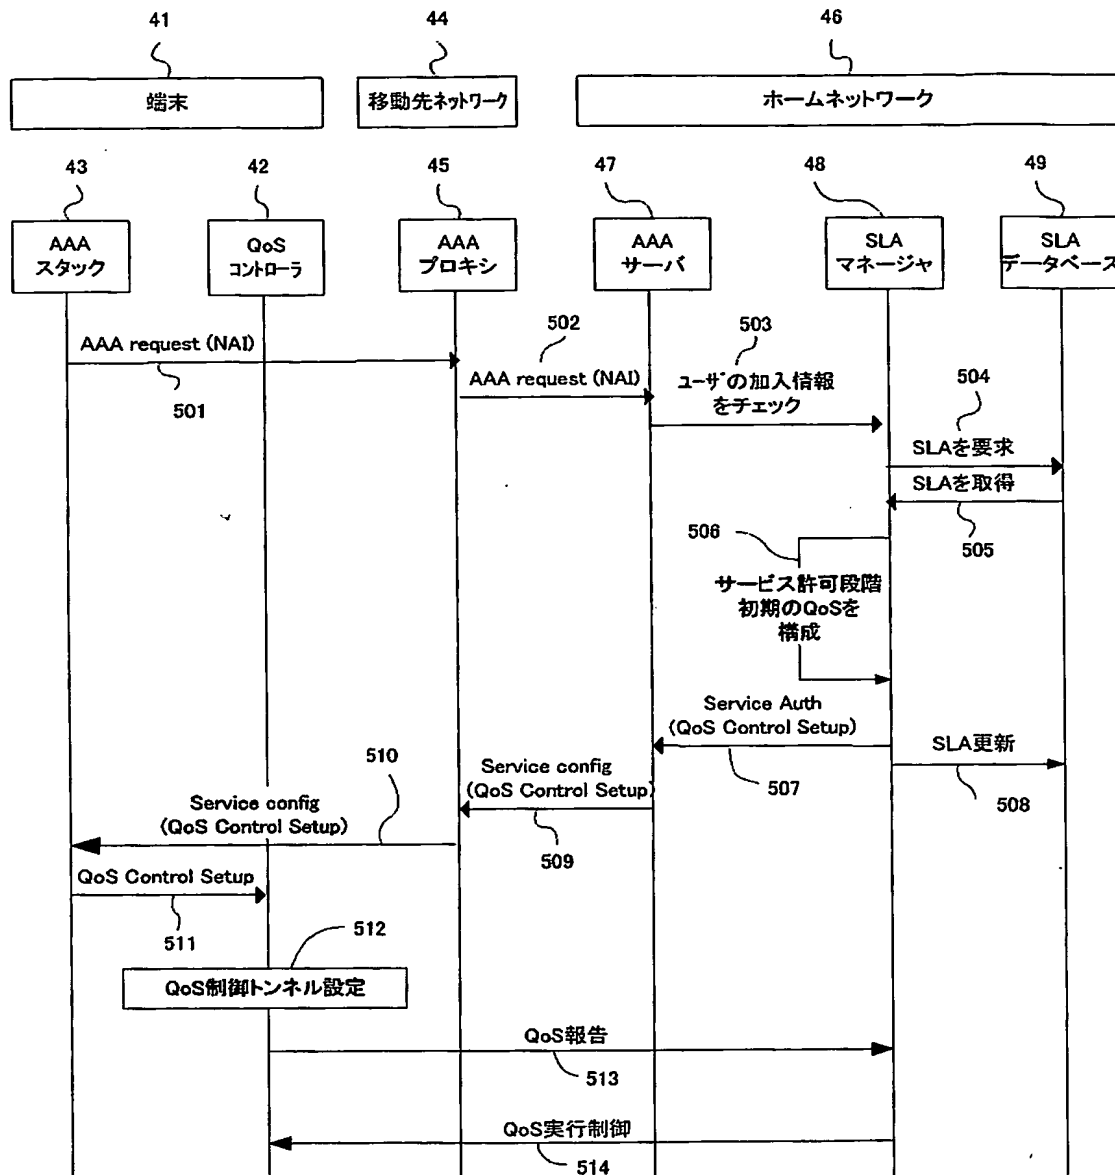 41
44
46
端末
移動先ネットワーク
ホームネットワーク
43
42
45
47
48
49
AAA
スタック
QoS
コントローラ
AAA
プロキシ
AAA
サーバ
SLA
マネージャ
SLA
データベース
AAA request (NAI)
501
502
AAA request (NAI)
503
ユーザの加入情報
をチェック
504
SLAを要求
SLAを取得
505
506
サービス許可段階
初期のQoSを
構成
Service Auth
(QoS Control Setup)
507
SLA更新
508
Service config
(QoS Control Setup)
509
510
Service config
(QoS Control Setup)
QoS Control Setup
511
512
QoS制御トンネル設定
QoS報告
513
QoS実行制御
514